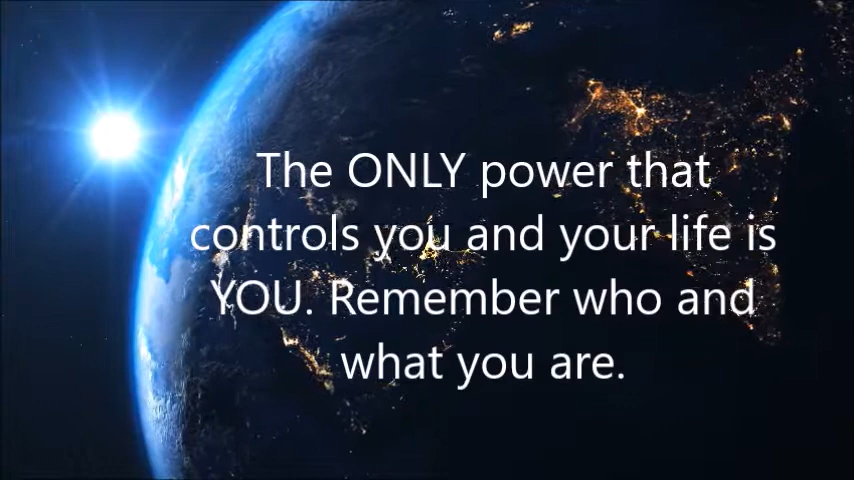 The ONLY power that
controls you and your life is
YOU. Remember who and
what you are.